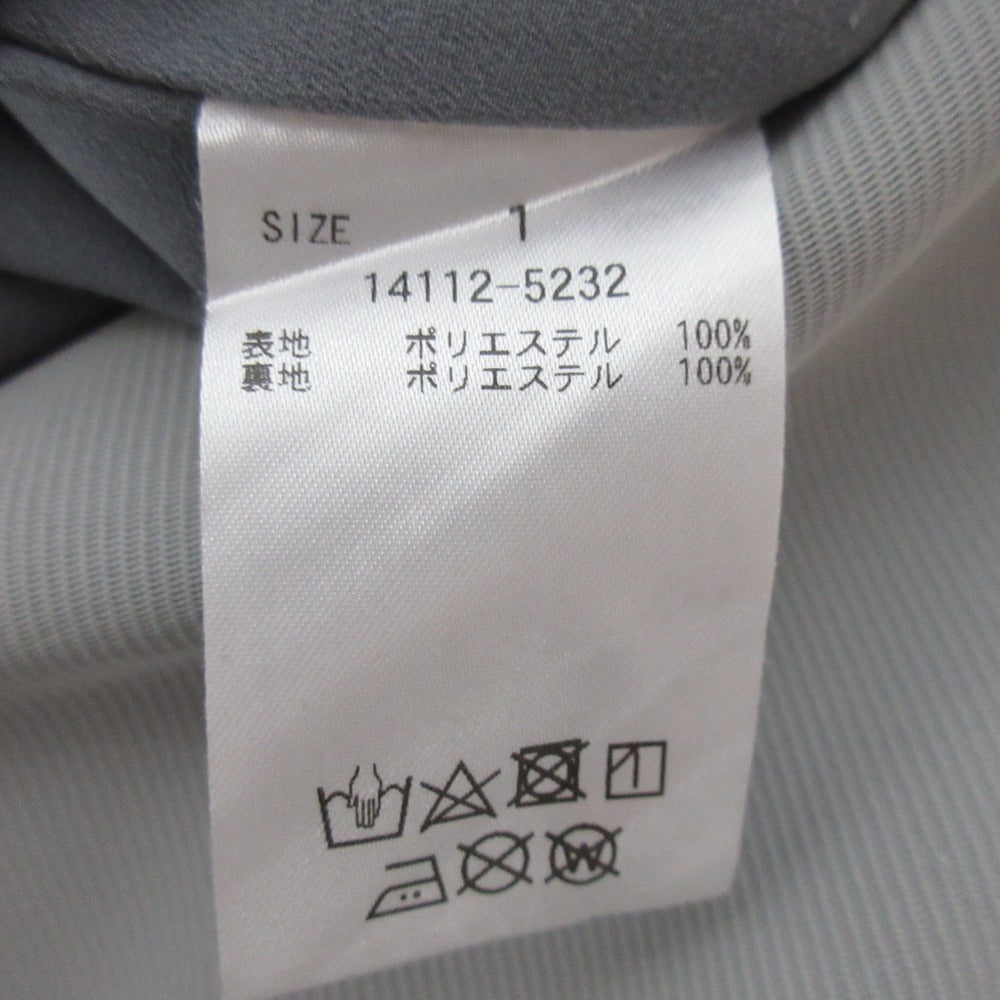 SIZE 1
14112-5232
表地 ポリエステル 100%
裏地 ポリエステル 100%
W